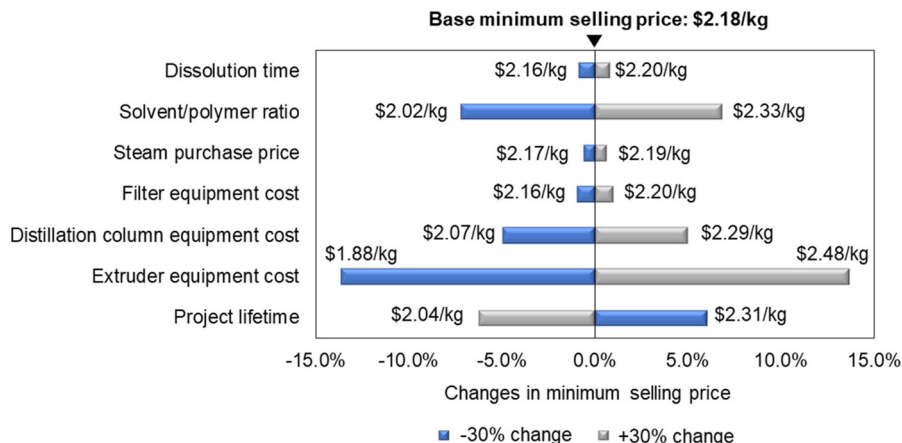 Base minimum selling price: $2.18/kg
Dissolution time $2.16/kg $2.20/kg
Solvent/polymer ratio $2.02/kg $2.33/kg
Steam purchase price $2.17/kg $2.19/kg
Filter equipment cost $2.16/kg $2.20/kg
Distillation column equipment cost $2.07/kg $2.29/kg
Extruder equipment cost $1.88/kg $2.48/kg
Project lifetime $2.04/kg $2.31/kg
-15.0% -10.0% -5.0% 0.0% 5.0% 10.0% 15.0%
Changes in minimum selling price
-30% change +30% change